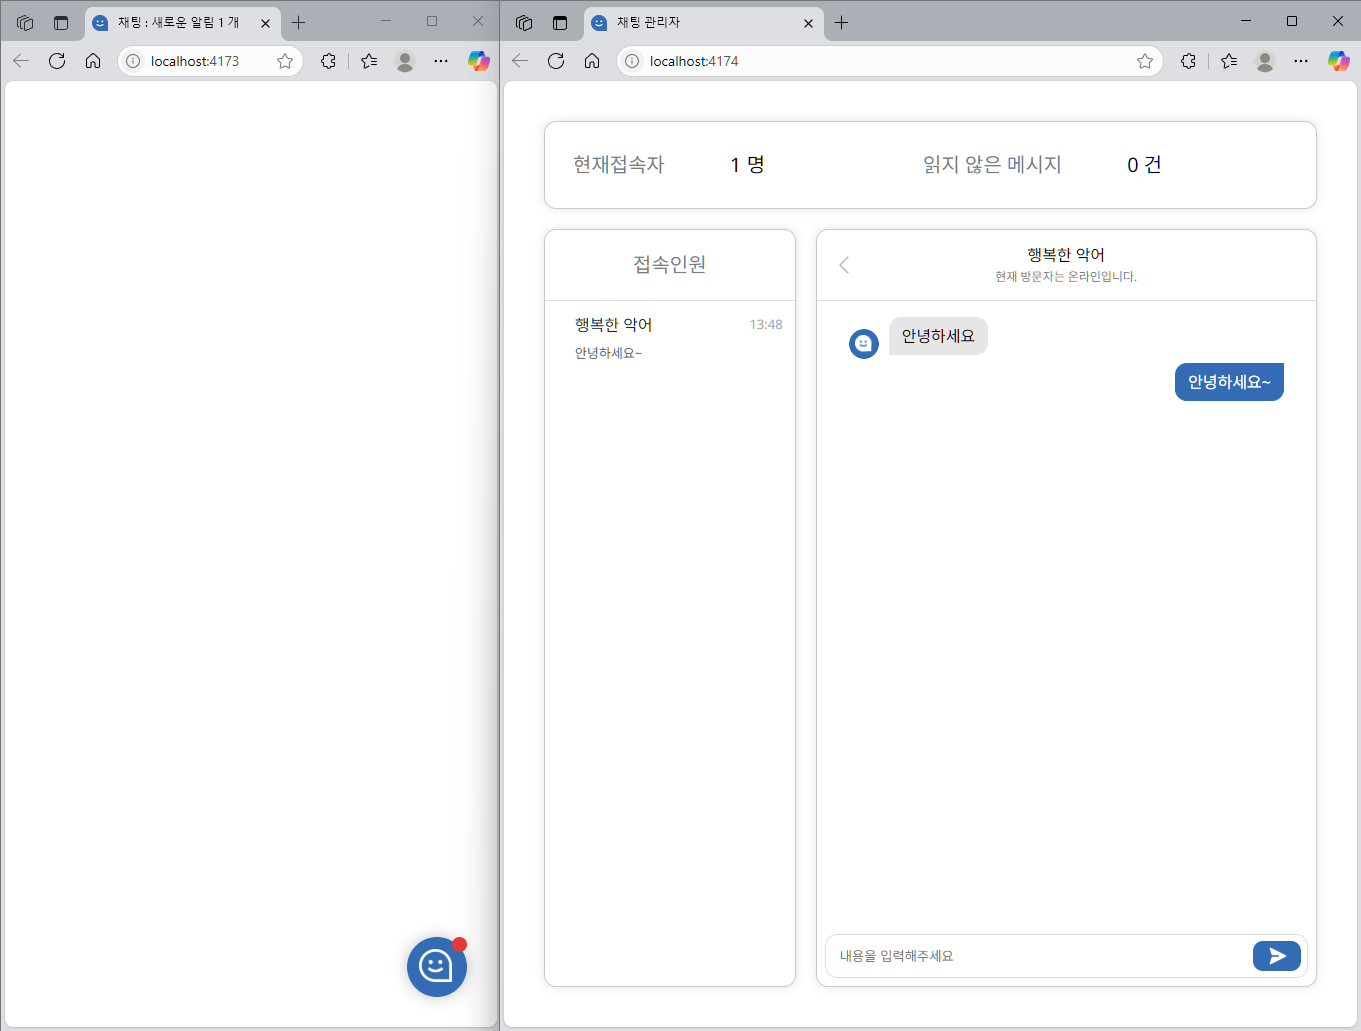 채팅 : 새로운 알림 1 개
localhost:4173
채팅 관리자
localhost:4174
현재접속자 1 명 읽지 않은 메시지 0 건
접속인원
행복한 악어 13:48
안녕하세요~
행복한 악어
현재 방문자는 온라인입니다.
안녕하세요
안녕하세요~
내용을 입력해주세요